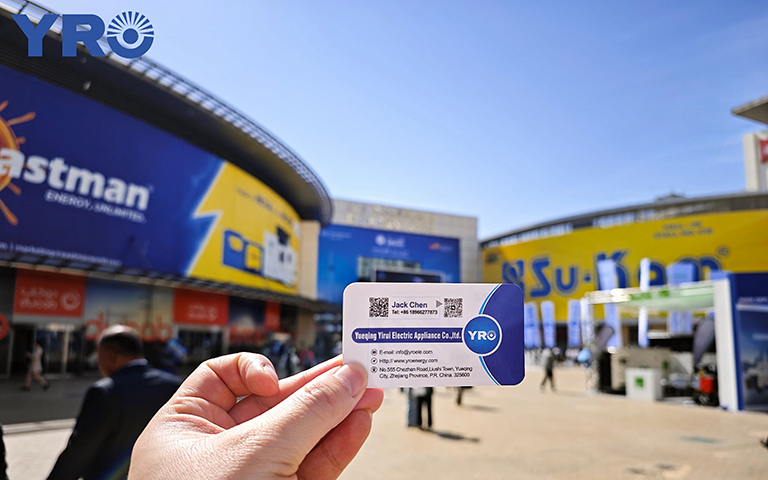 YRO
astman
ENERGY, UNLIMITED.
Su-Kam
Jack Chen
Tel: +86 18966277873
Yueqing Yirui Electric Appliance Co.,ltd.
YRO
E-mail: info@yroele.com
Http://www.yroenergy.com
No.555 Chezhan Road,Liushi Town, Yueqing
City, Zhejiang Province, P.R. China. 325600